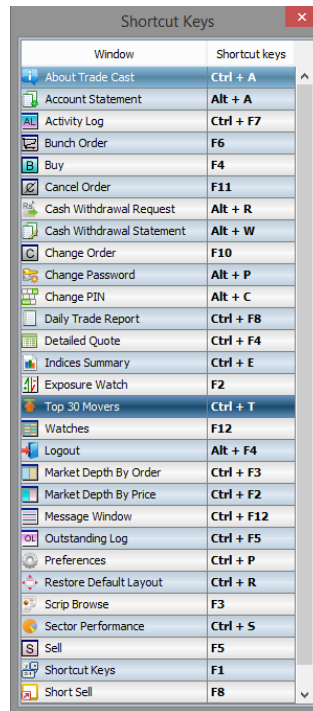 Shortcut Keys
Window Shortcut keys
About Trade Cast Ctrl + A
Account Statement Alt + A
AL Activity Log Ctrl + F7
Bunch Order F6
B Buy F4
Cancel Order F11
Rs Cash Withdrawal Request Alt + R
Cash Withdrawal Statement Alt + W
C Change Order F10
Change Password Alt + P
Change PIN Alt + C
Daily Trade Report Ctrl + F8
Detailed Quote Ctrl + F4
Indices Summary Ctrl + E
Exposure Watch F2
Top 30 Movers Ctrl + T
Watches F12
Logout Alt + F4
Market Depth By Order Ctrl + F3
Market Depth By Price Ctrl + F2
Message Window Ctrl + F12
OL Outstanding Log Ctrl + F5
Preferences Ctrl + P
Restore Default Layout Ctrl + R
Scrip Browse F3
Sector Performance Ctrl + S
S Sell F5
Shortcut Keys F1
Short Sell F8